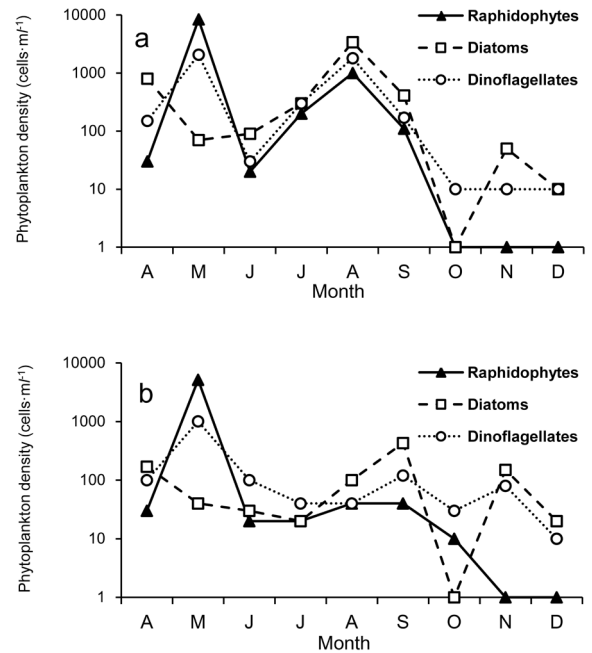 a
Phytoplankton density (cells·ml⁻¹)
10000
1000
100
10
1
Raphidophytes
Diatoms
Dinoflagellates
A M J J A S O N D
Month
b
Phytoplankton density (cells·ml⁻¹)
10000
1000
100
10
1
Raphidophytes
Diatoms
Dinoflagellates
A M J J A S O N D
Month